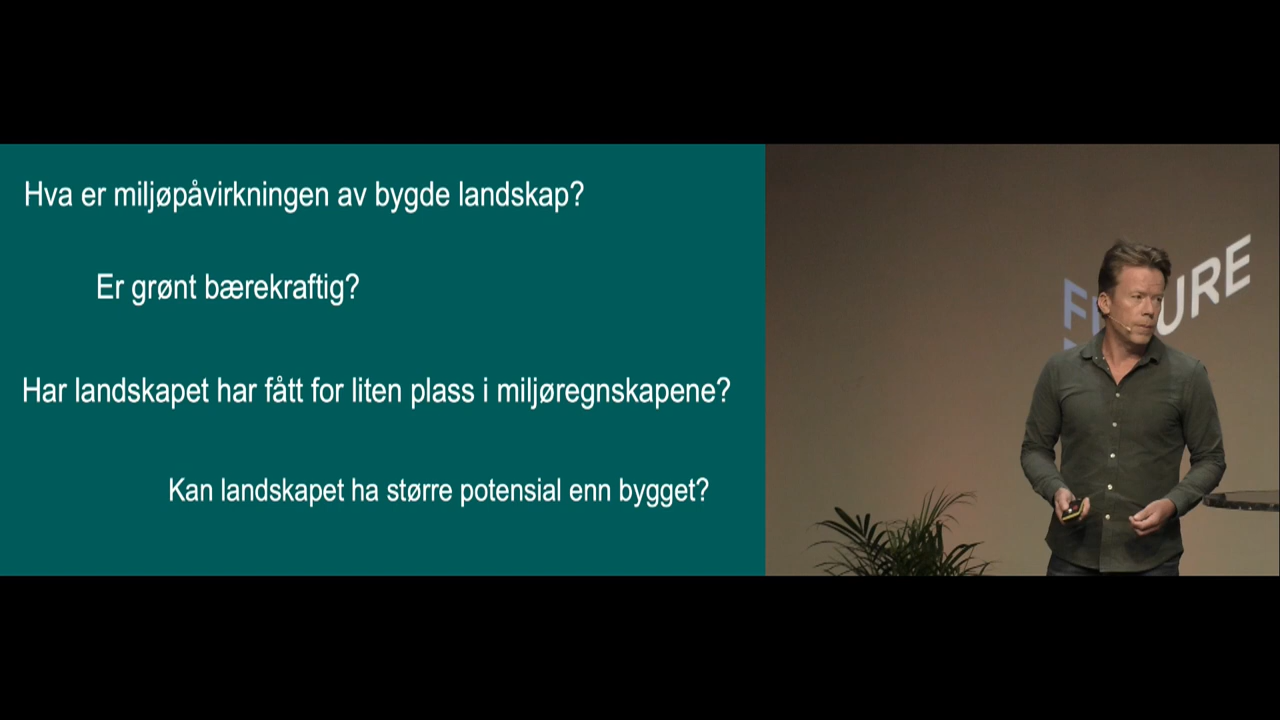 Hva er miljøpåvirkningen av bygde landskap?
Er grønt bærekraftig?
Har landskapet har fått for liten plass i miljøregnskapene?
Kan landskapet ha større potensial enn bygget?